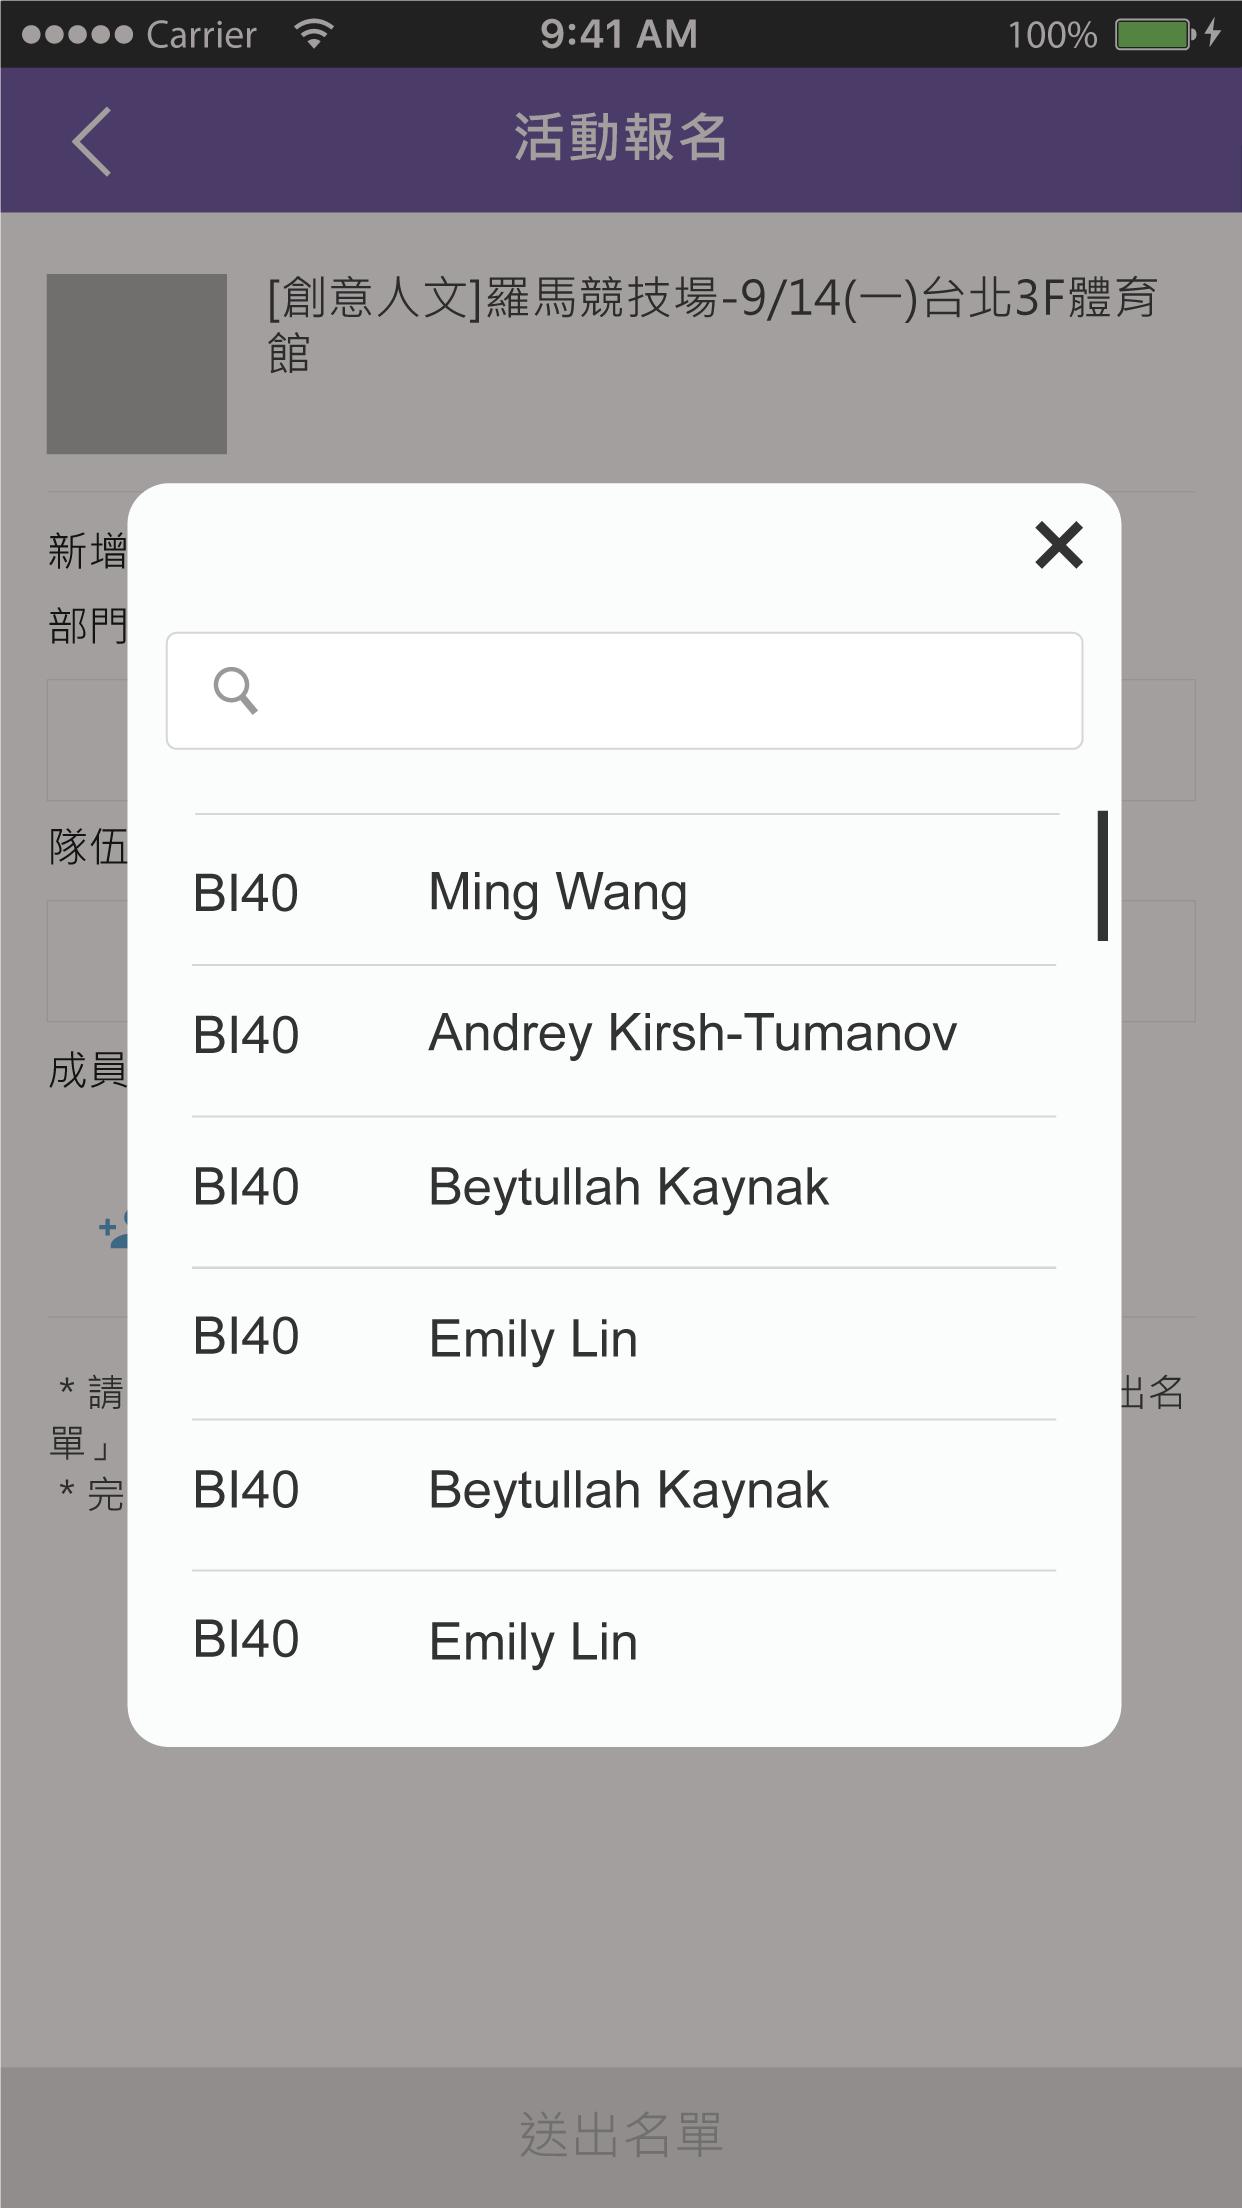 Carrier 9:41 AM 100%
活動報名
[創意人文]羅馬競技場-9/14(一)台北3F體育
館
新增
部門
隊伍
成員
BI40 Ming Wang
BI40 Andrey Kirsh-Tumanov
BI40 Beytullah Kaynak
BI40 Emily Lin
BI40 Beytullah Kaynak
BI40 Emily Lin
* 請 出名
單」
* 完
送出名單